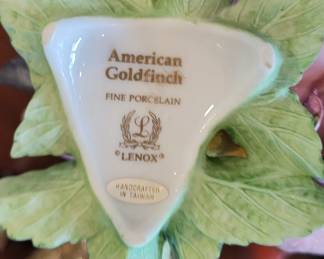 American
Goldfinch
FINE PORCELAIN
L
©LENOX®
HANDCRAFTED
IN TAIWAN